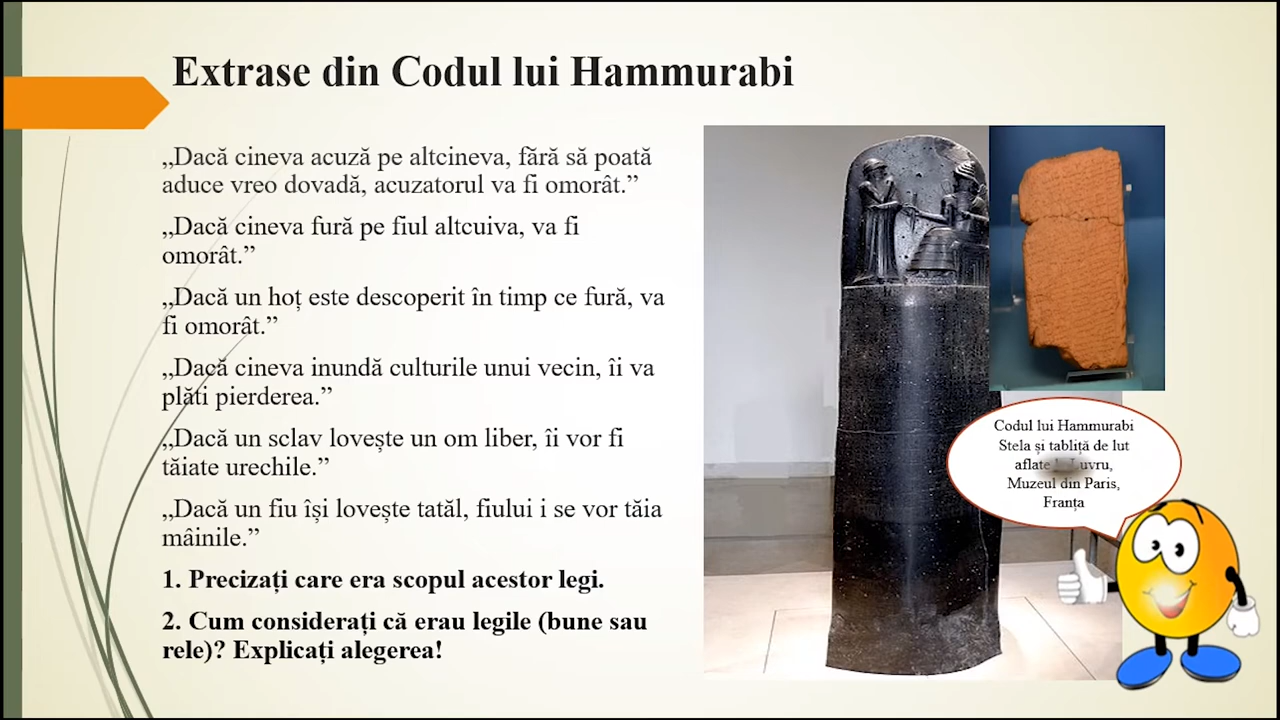 Extrase din Codul lui Hammurabi
„Dacă cineva acuză pe altcineva, fără să poată
aduce vreo dovadă, acuzatorul va fi omorât.”
„Dacă cineva fură pe fiul altcuiva, va fi
omorât.”
„Dacă un hoț este descoperit în timp ce fură, va
fi omorât.”
„Dacă cineva inundă culturile unui vecin, îi va
plăti pierderea.”
„Dacă un sclav lovește un om liber, îi vor fi
tăiate urechile.”
„Dacă un fiu își lovește tatăl, fiului i se vor tăia
mâinile.”
1. Precizați care era scopul acestor legi.
2. Cum considerați că erau legile (bune sau
rele)? Explicați alegerea!
Codul lui Hammurabi
Stela și tabliță de lut
aflate Luvru,
Muzeul din Paris,
Franța